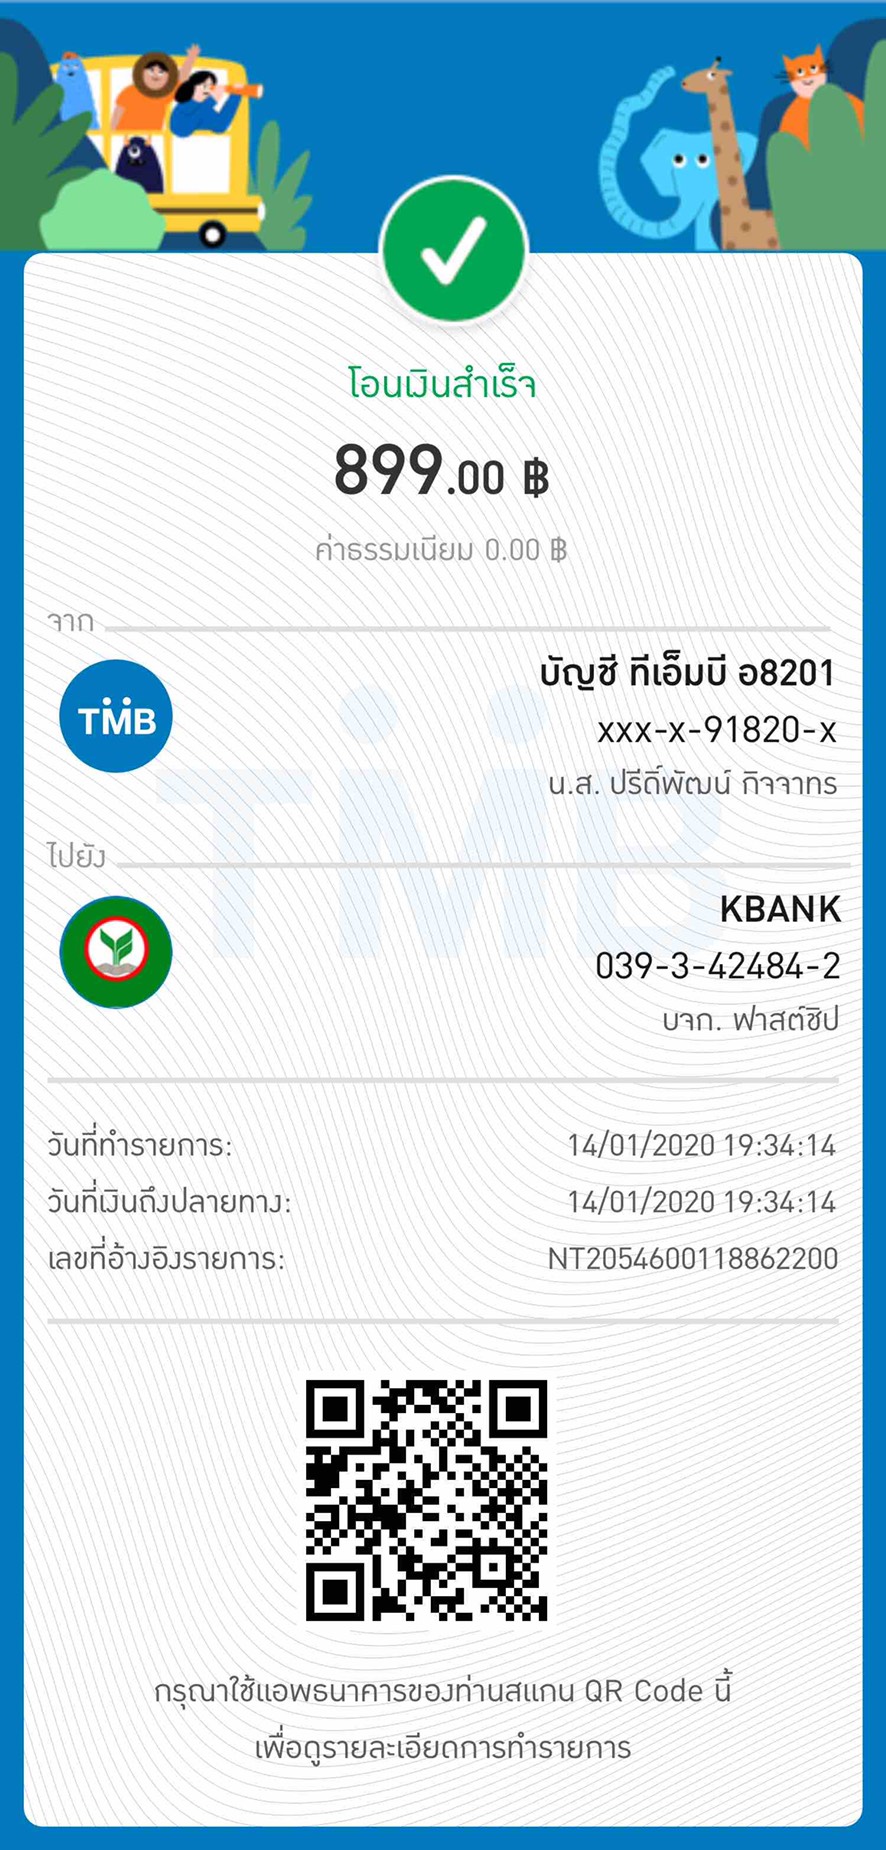 โอนเงินสำเร็จ
899.00 ฿
ค่าธรรมเนียม 0.00 ฿
จาก
TMB
บัญชี ทีเอ็มบี อ8201
xxx-x-91820-x
น.ส. ปรีดิ์พัฒน์ กิจจาทร
ไปยัง
KBANK
039-3-42484-2
บจก. ฟาสต์ชิป
วันที่ทำรายการ: 14/01/2020 19:34:14
วันที่เงินถึงปลายทาง: 14/01/2020 19:34:14
เลขที่อ้างอิงรายการ: NT2054600118862200
กรุณาใช้แอพธนาคารของท่านสแกน QR Code นี้
เพื่อดูรายละเอียดการทำรายการ